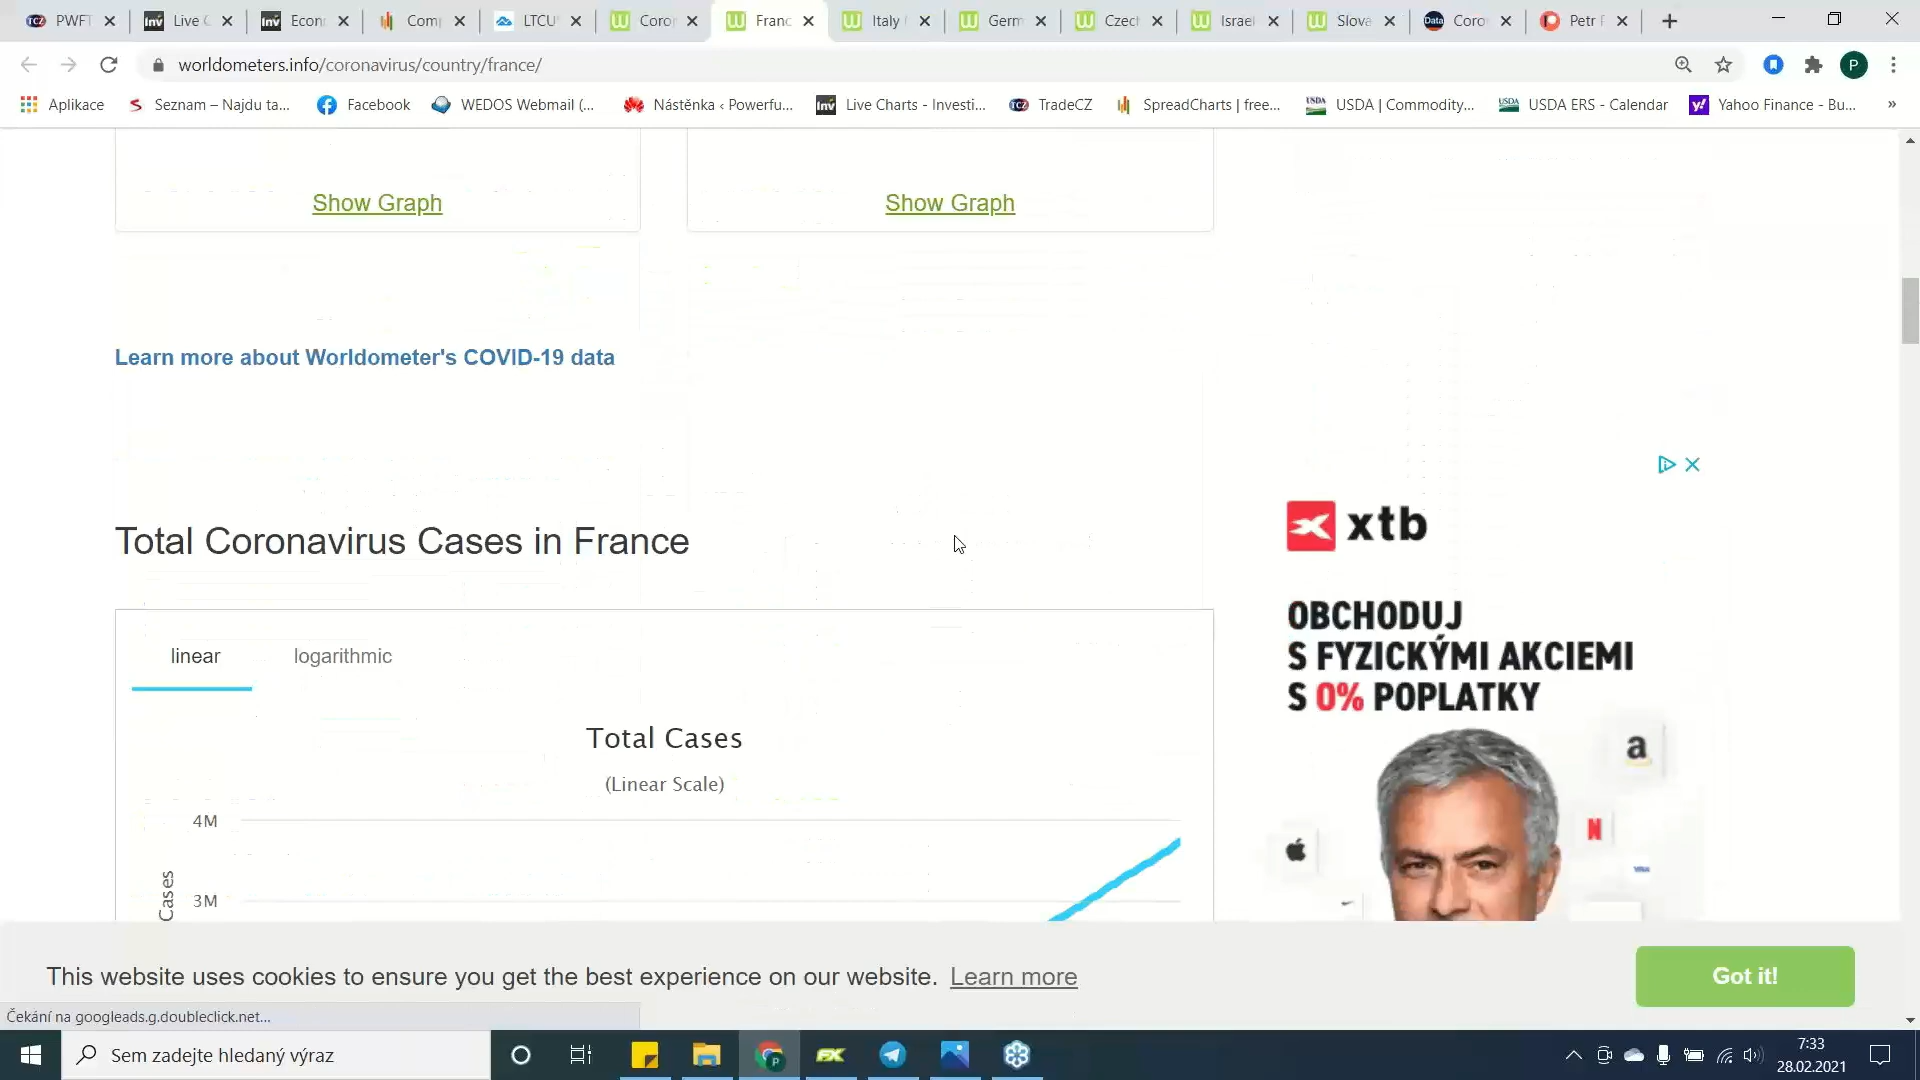 PWFT
Live C
Econ
Comp
LTCU
Coron
Franc
Italy
Germ
Czech
Israel
Slova
Coro
Petr F
worldometers.info/coronavirus/country/france/
P
Aplikace
Seznam – Najdu ta...
Facebook
WEDOS Webmail (...
Nástěnka ‹ Powerfu...
Live Charts - Investi...
TradeCZ
SpreadCharts | free...
USDA | Commodity...
USDA ERS - Calendar
Yahoo Finance - Bu...
»
Show Graph
Show Graph
Learn more about Worldometer's COVID-19 data
Total Coronavirus Cases in France
linear
logarithmic
Total Cases
(Linear Scale)
4M
3M
Cases
xtb
OBCHODUJ
S FYZICKÝMI AKCIEMI
S 0% POPLATKY
This website uses cookies to ensure you get the best experience on our website. Learn more
Got it!
Čekání na googleads.g.doubleclick.net...
Sem zadejte hledaný výraz
7:33
28.02.2021